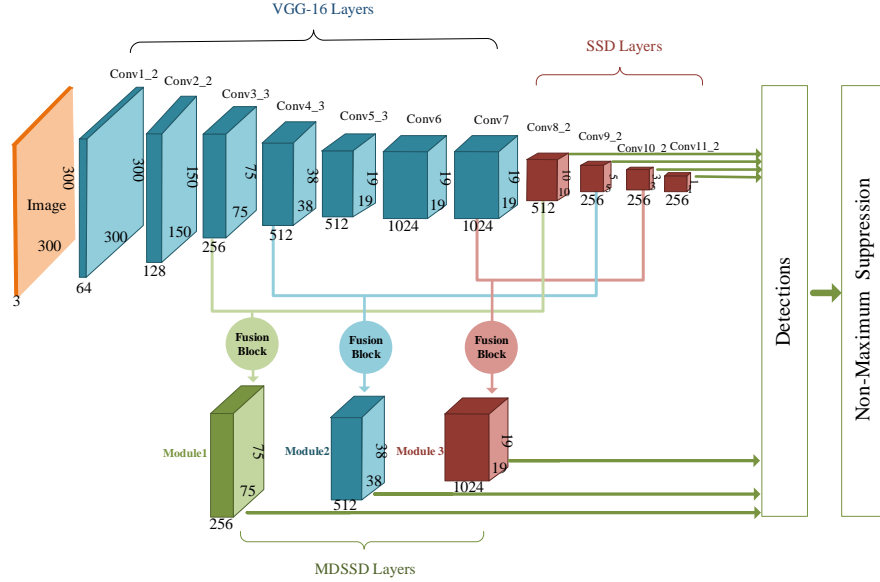 VGG-16 Layers
SSD Layers
Conv1_2
Conv2_2
Conv3_3
Conv4_3
Conv5_3
Conv6
Conv7
Conv8_2
Conv9_2
Conv10_2
Conv11_2
Image
300
300
3
300
300
64
150
150
128
75
75
256
38
38
512
19
19
512
19
19
1024
19
19
1024
10
10
512
5
5
256
3
3
256
1
1
256
Fusion
Block
Fusion
Block
Fusion
Block
Module1
75
75
256
Module2
38
38
512
Module 3
19
19
1024
MDSSD Layers
Detections
Non-Maximum Suppression